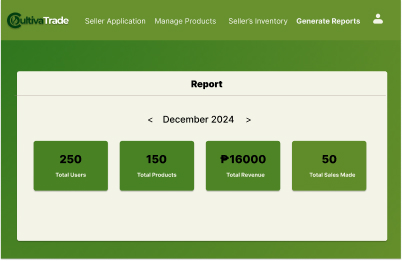 CultivaTrade
Seller Application Manage Products Seller's Inventory Generate Reports
Report
< December 2024 >
250 150 ₱16000 50
Total Users Total Products Total Revenue Total Sales Made